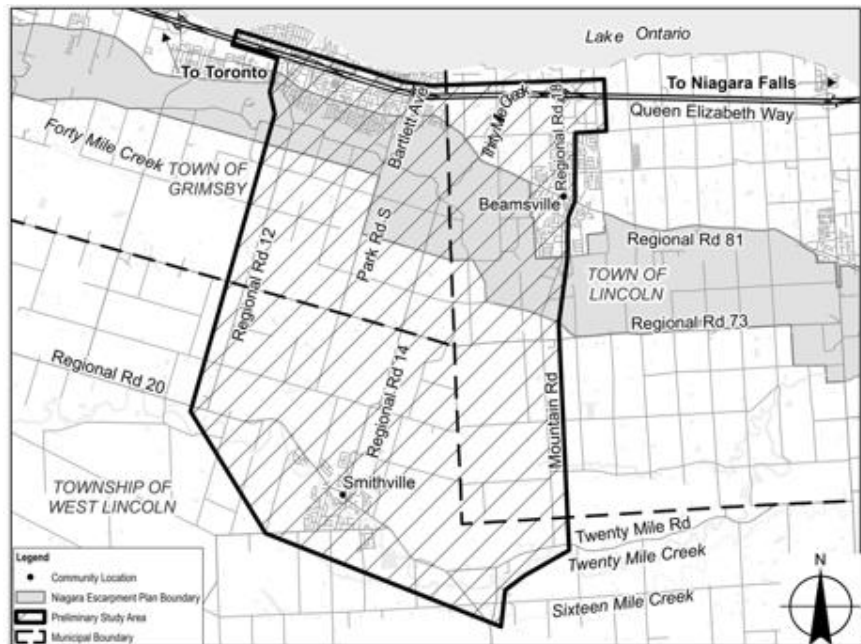 Lake Ontario
To Toronto
To Niagara Falls
Queen Elizabeth Way
Thirty Mile Creek
Regional Rd 18
Bartlett Ave
Forty Mile Creek
TOWN OF
GRIMSBY
Beamsville
Regional Rd 81
Park Rd S
Regional Rd 12
TOWN OF
LINCOLN
Regional Rd 73
Regional Rd 20
Regional Rd 14
Mountain Rd
Smithville
TOWNSHIP OF
WEST LINCOLN
Twenty Mile Rd
Twenty Mile Creek
Sixteen Mile Creek
N
Legend
Community Location
Niagara Escarpment Plan Boundary
Preliminary Study Area
Municipal Boundary